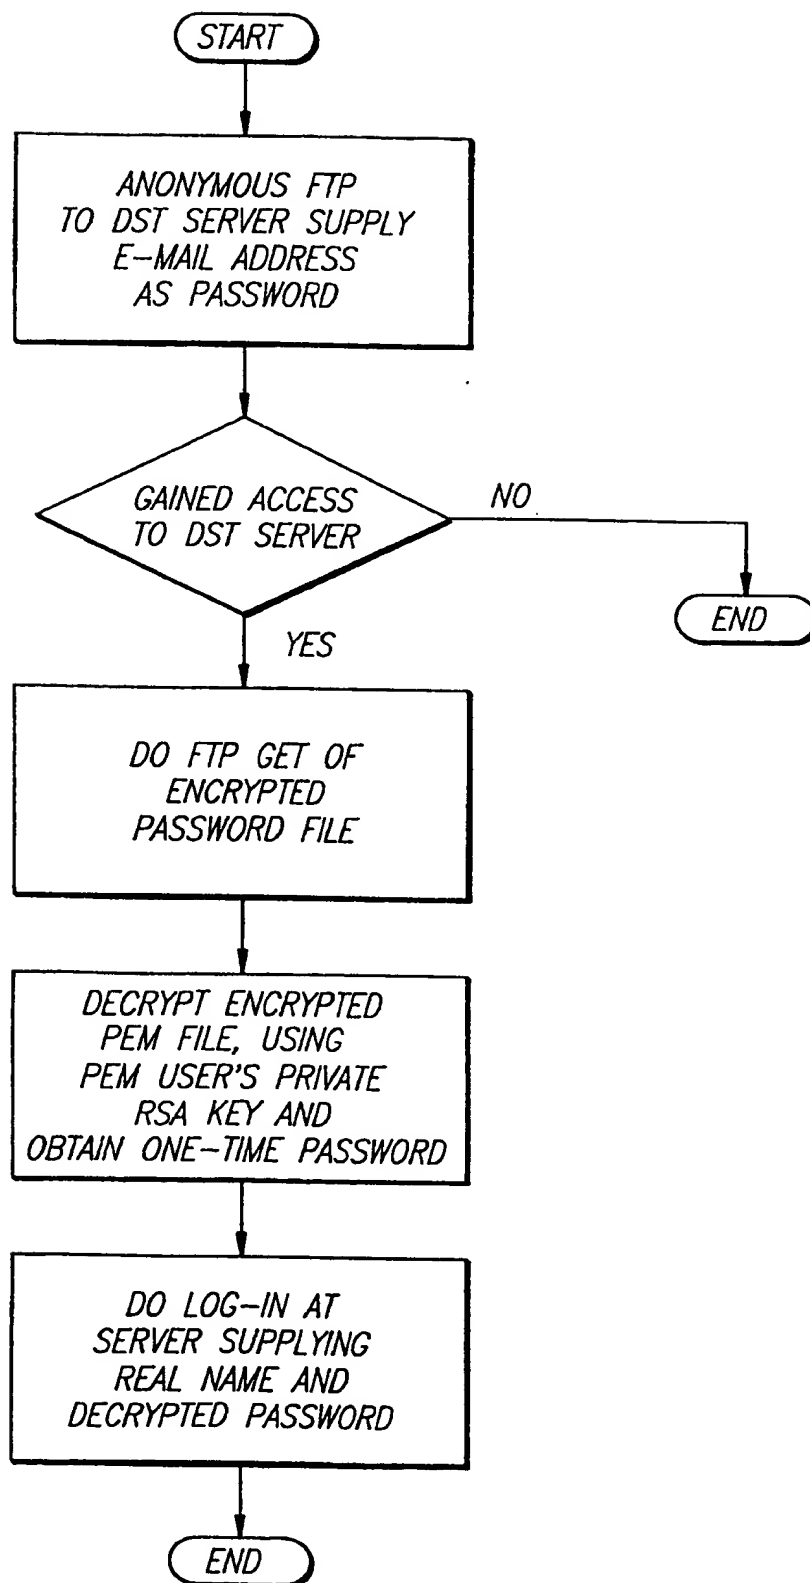 START
ANONYMOUS FTP
TO DST SERVER SUPPLY
E-MAIL ADDRESS
AS PASSWORD
GAINED ACCESS
TO DST SERVER
NO
END
YES
DO FTP GET OF
ENCRYPTED
PASSWORD FILE
DECRYPT ENCRYPTED
PEM FILE, USING
PEM USER'S PRIVATE
RSA KEY AND
OBTAIN ONE-TIME PASSWORD
DO LOG-IN AT
SERVER SUPPLYING
REAL NAME AND
DECRYPTED PASSWORD
END